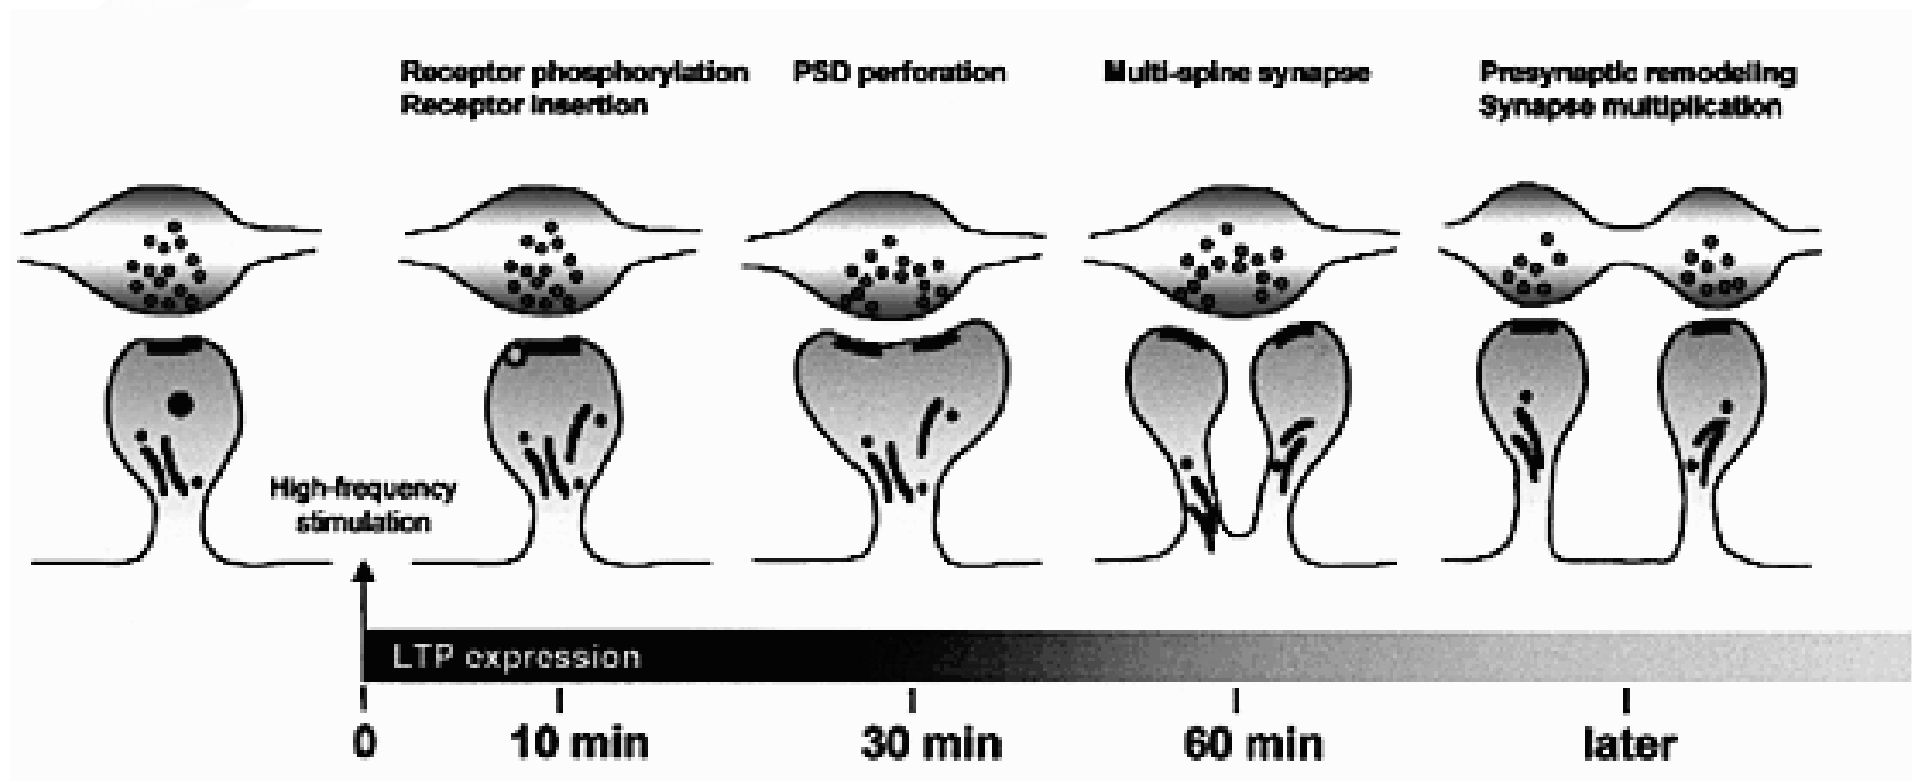 Receptor phosphorylation
Receptor insertion
PSD perforation
Multi-spine synapse
Presynaptic remodeling
Synapse multiplication
High-frequency
stimulation
LTP expression
0
10 min
30 min
60 min
later